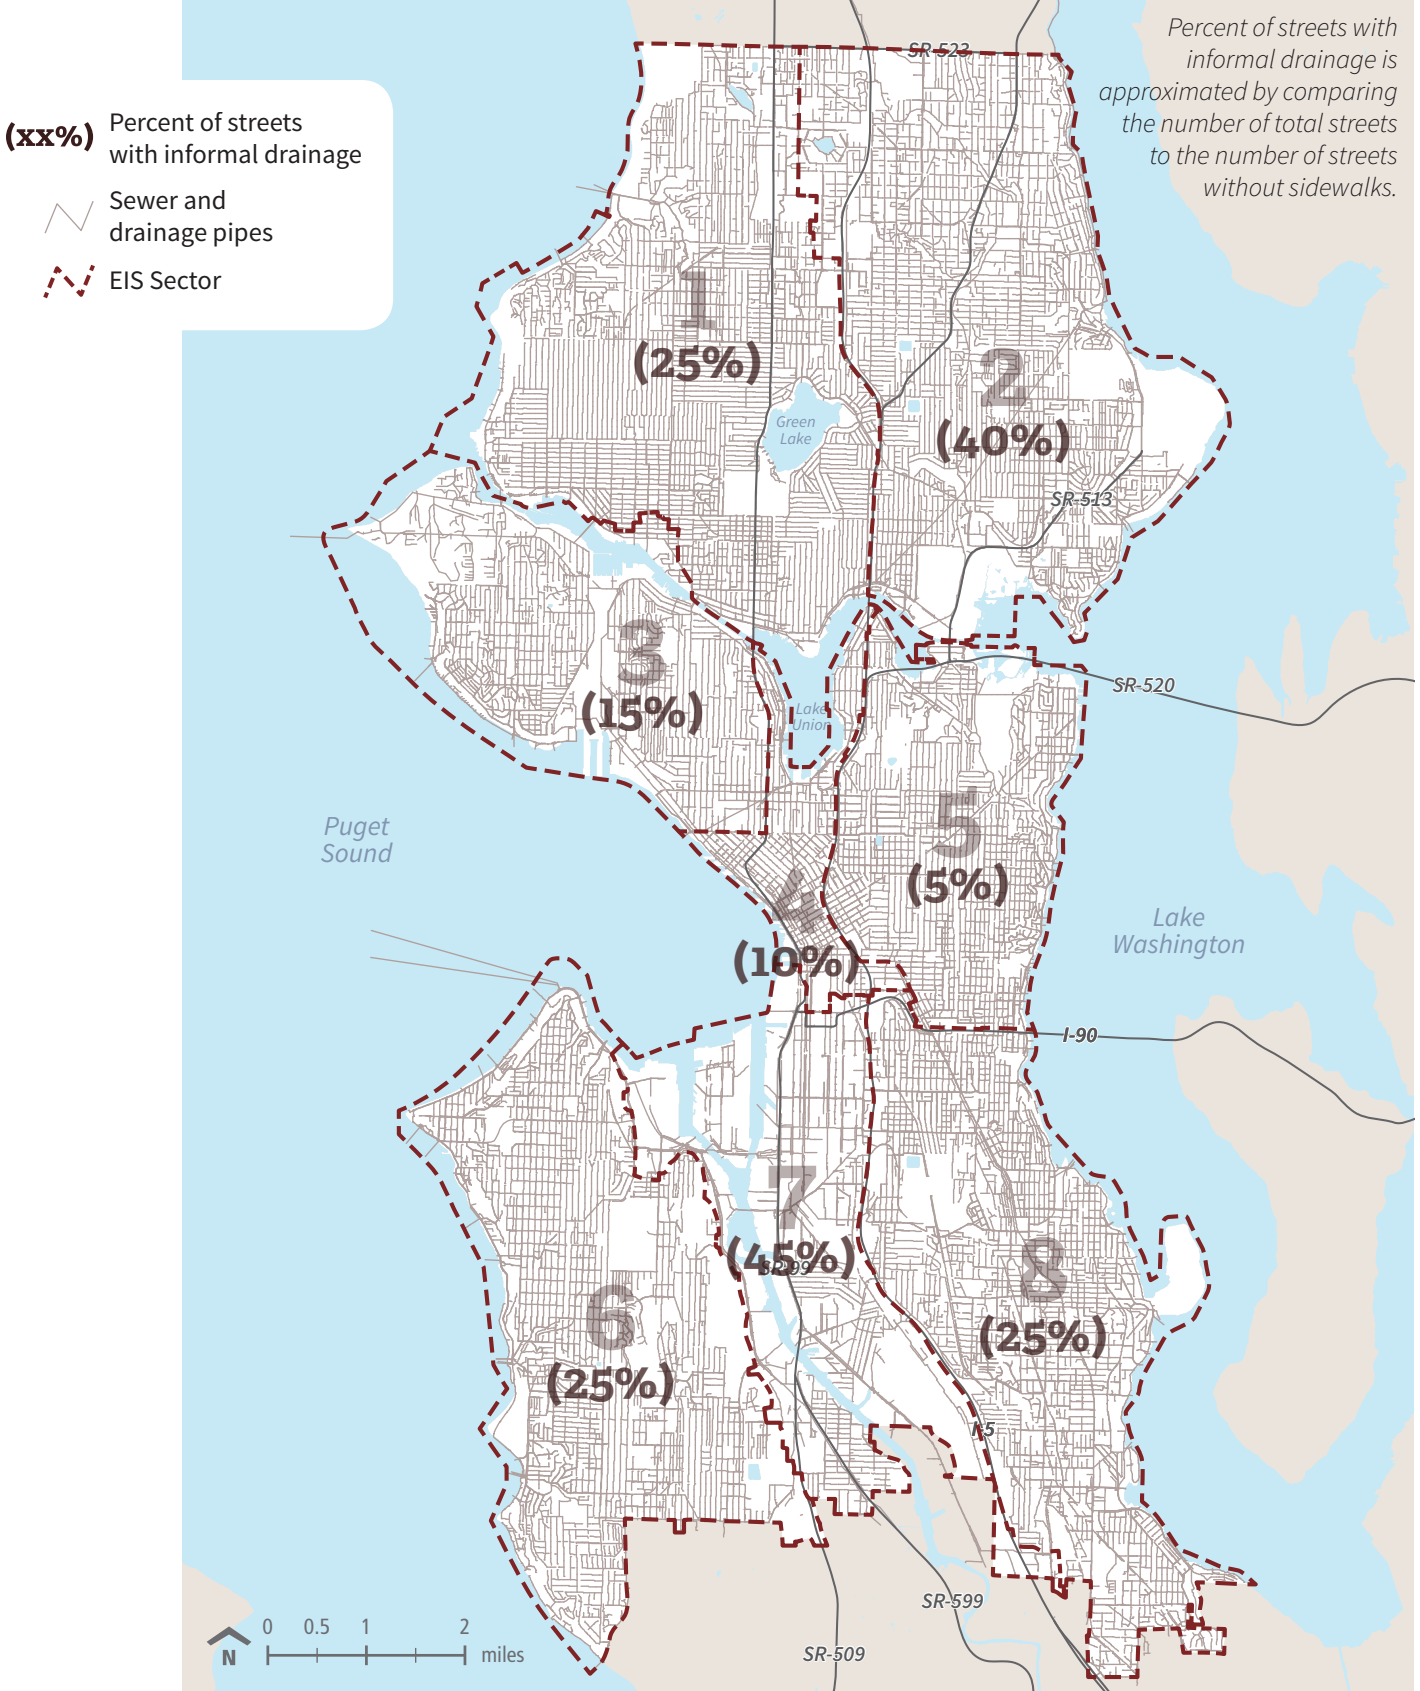 Percent of streets with
informal drainage is
approximated by comparing
the number of total streets
to the number of streets
without sidewalks.
(xx%) Percent of streets
with informal drainage
Sewer and
drainage pipes
EIS Sector
SR-523
1
(25%)
2
(40%)
Green
Lake
SR-513
3
(15%)
SR-520
Lake
Union
Puget
Sound
5
(5%)
4
(10%)
Lake
Washington
I-90
7
(45%)
SR-99
8
(25%)
6
(25%)
I-5
SR-599
SR-509
0 0.5 1 2
miles
N